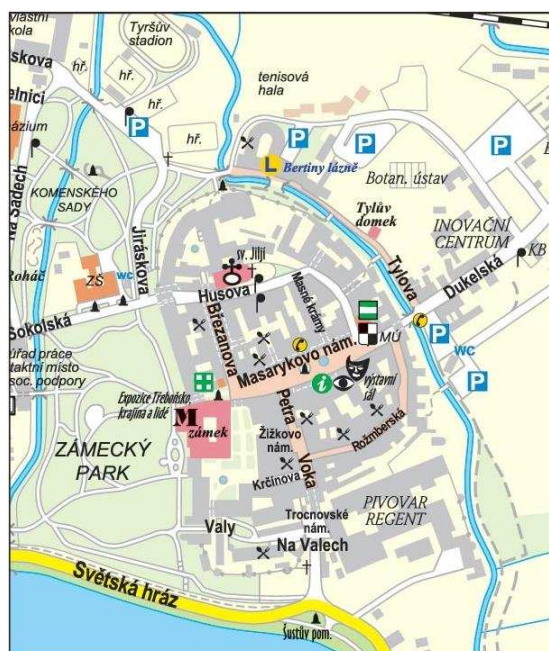 vlastní
kola
Tyršův
stadion
skova
hř.
hř.
hř.
hř.
tenisová
hala
elnici
P
P
P
P
P
ázium
L
Bertiny lázně
Botan. ústav
KOMENSKÉHO
SADY
Na Sadech
Jiráskova
Tylův
domek
INOVAČNÍ
CENTRUM
Roháč
ZŠ
WC
sv. Jiljí
Husova
Masné krámy
Tylova
Dukelská
KB
Sokolská
Březanova
MÚ
P
WC
P
úřad práce
taktní místo
soc. podpory
Masarykovo nám.
Expozice Třeboňsko,
krajina a lidé
i
výstavní
sál
M
zámek
Petra Voka
Rožmberská
ZÁMECKÝ
PARK
Žižkovo
nám.
Krčínova
Valy
Trocnovské
nám.
PIVOVAR
REGENT
Na Valech
Světská hráz
Šustův pom.